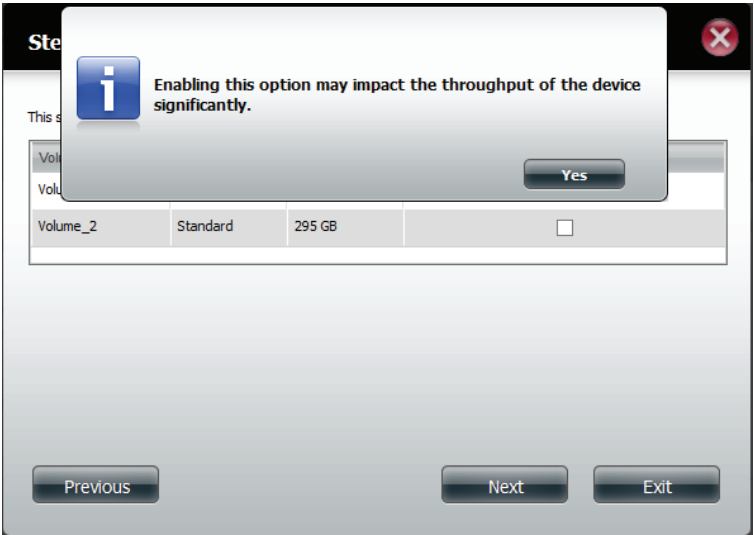 Ste
Enabling this option may impact the throughput of the device
significantly.
This s
Yes
Volu
Volu
Volume_2 Standard 295 GB
Previous Next Exit